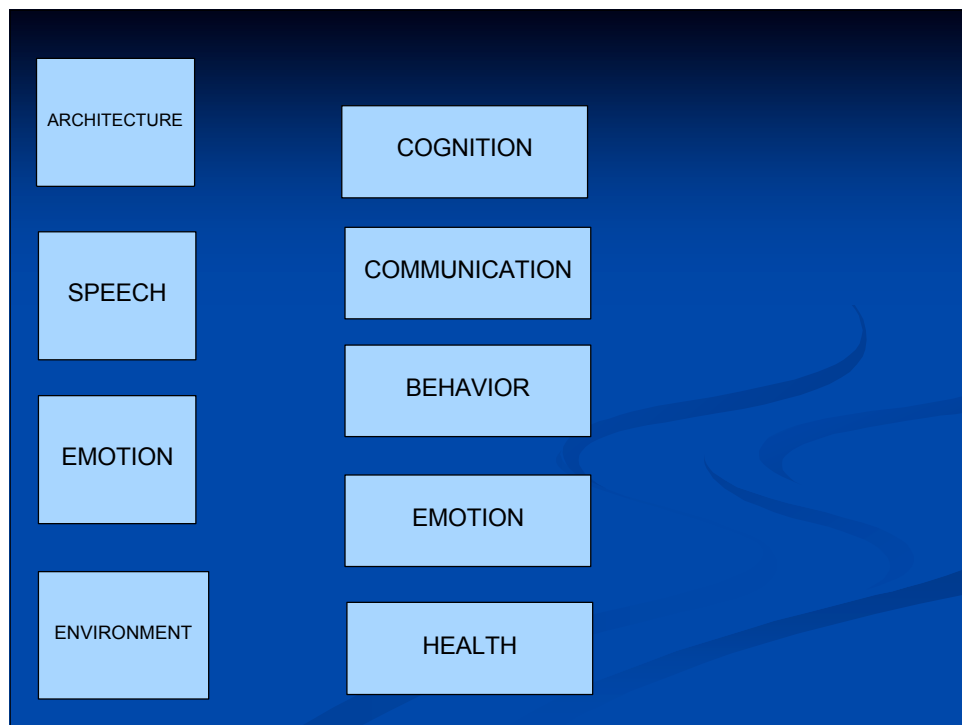 ARCHITECTURE
SPEECH
EMOTION
ENVIRONMENT
COGNITION
COMMUNICATION
BEHAVIOR
EMOTION
HEALTH